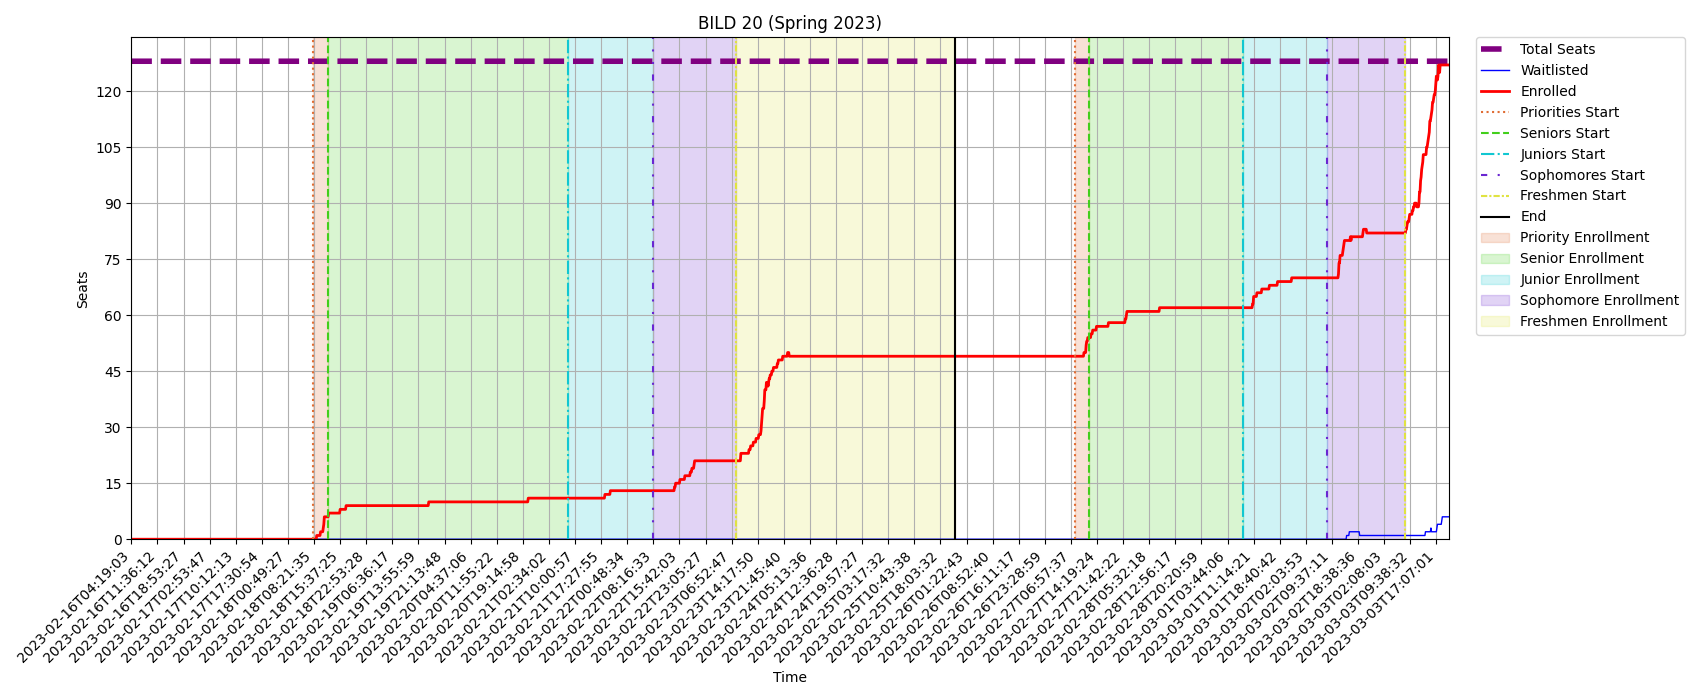 BILD 20 (Spring 2023)
Seats
120
105
90
75
60
45
30
15
0
2023-02-16T04:19:03
2023-02-16T11:36:12
2023-02-16T18:53:27
2023-02-17T02:53:47
2023-02-17T10:12:13
2023-02-17T17:30:54
2023-02-18T00:49:27
2023-02-18T08:21:35
2023-02-18T15:37:25
2023-02-18T22:53:28
2023-02-19T06:36:17
2023-02-19T13:55:59
2023-02-19T21:13:48
2023-02-20T04:37:06
2023-02-20T11:55:22
2023-02-20T19:14:58
2023-02-21T02:34:02
2023-02-21T10:00:57
2023-02-21T17:27:55
2023-02-22T00:48:34
2023-02-22T08:16:33
2023-02-22T15:42:03
2023-02-22T23:05:27
2023-02-23T06:52:47
2023-02-23T14:17:50
2023-02-23T21:45:40
2023-02-24T05:13:36
2023-02-24T12:36:28
2023-02-24T19:57:27
2023-02-25T03:17:32
2023-02-25T10:43:38
2023-02-25T18:03:32
2023-02-26T01:22:43
2023-02-26T08:52:40
2023-02-26T16:11:17
2023-02-26T23:28:59
2023-02-27T06:57:37
2023-02-27T14:19:24
2023-02-27T21:42:22
2023-02-28T05:32:18
2023-02-28T12:56:17
2023-02-28T20:20:59
2023-03-01T03:44:06
2023-03-01T11:14:21
2023-03-01T18:40:42
2023-03-02T02:03:53
2023-03-02T09:37:11
2023-03-02T18:38:36
2023-03-03T02:08:03
2023-03-03T09:38:32
2023-03-03T17:07:01
Time
Total Seats
Waitlisted
Enrolled
Priorities Start
Seniors Start
Juniors Start
Sophomores Start
Freshmen Start
End
Priority Enrollment
Senior Enrollment
Junior Enrollment
Sophomore Enrollment
Freshmen Enrollment